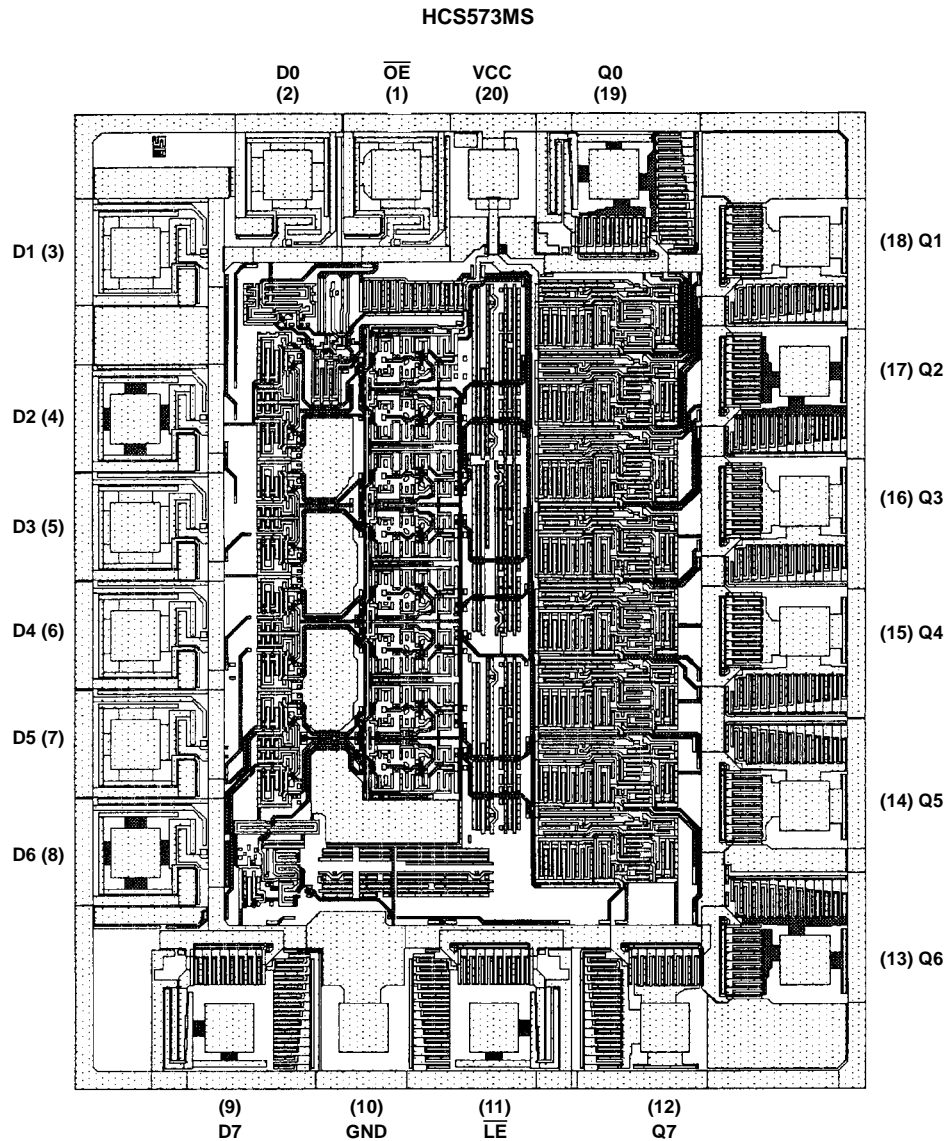 HCS573MS
D0 O̅E̅ VCC Q0
(2) (1) (20) (19)
D1 (3) (18) Q1
D2 (4) (17) Q2
D3 (5) (16) Q3
D4 (6) (15) Q4
D5 (7) (14) Q5
D6 (8) (13) Q6
(9) (10) (11) (12)
D7 GND L̅E̅ Q7